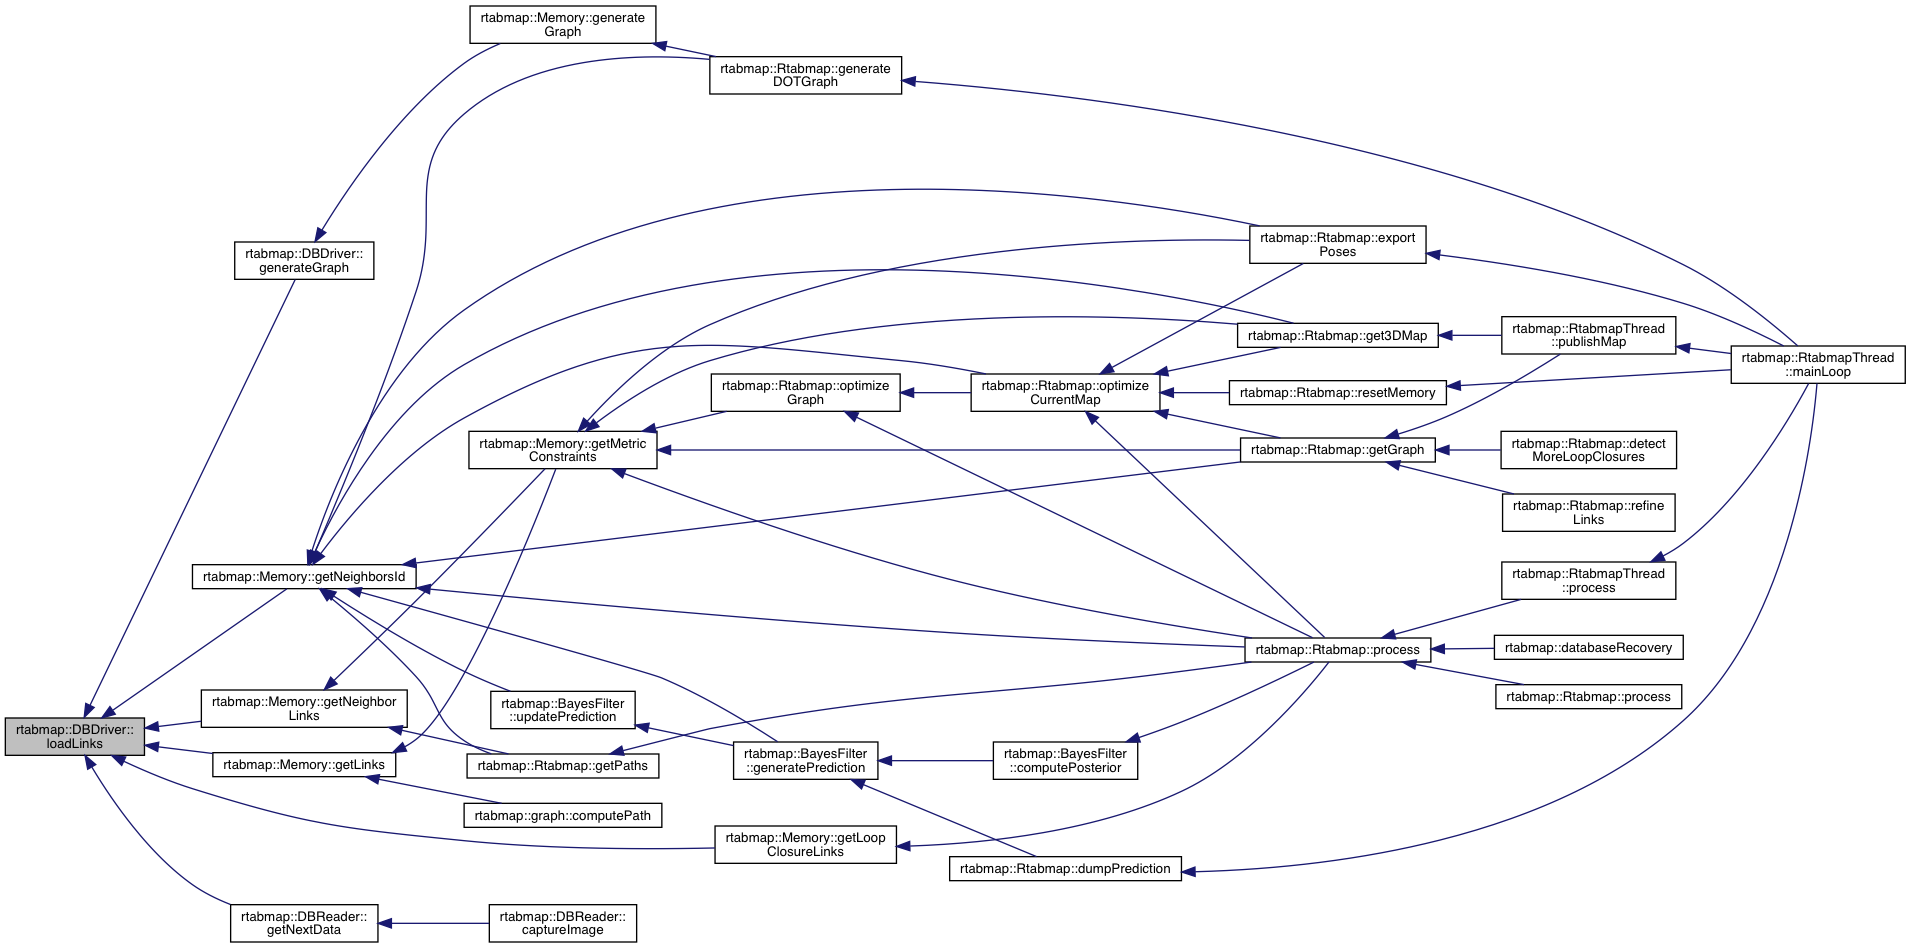 rtabmap::Memory::generate
Graph
rtabmap::Rtabmap::generate
DOTGraph
rtabmap::DBDriver::
generateGraph
rtabmap::Rtabmap::export
Poses
rtabmap::Rtabmap::get3DMap
rtabmap::RtabmapThread
::publishMap
rtabmap::RtabmapThread
::mainLoop
rtabmap::Rtabmap::optimize
Graph
rtabmap::Rtabmap::optimize
CurrentMap
rtabmap::Rtabmap::resetMemory
rtabmap::Memory::getMetric
Constraints
rtabmap::Rtabmap::getGraph
rtabmap::Rtabmap::detect
MoreLoopClosures
rtabmap::Rtabmap::refine
Links
rtabmap::Memory::getNeighborsId
rtabmap::RtabmapThread
::process
rtabmap::Rtabmap::process
rtabmap::databaseRecovery
rtabmap::Rtabmap::process
rtabmap::Memory::getNeighbor
Links
rtabmap::BayesFilter
::updatePrediction
rtabmap::DBDriver::
loadLinks
rtabmap::Memory::getLinks
rtabmap::Rtabmap::getPaths
rtabmap::BayesFilter
::generatePrediction
rtabmap::BayesFilter
::computePosterior
rtabmap::graph::computePath
rtabmap::Memory::getLoop
ClosureLinks
rtabmap::Rtabmap::dumpPrediction
rtabmap::DBReader::
getNextData
rtabmap::DBReader::
captureImage